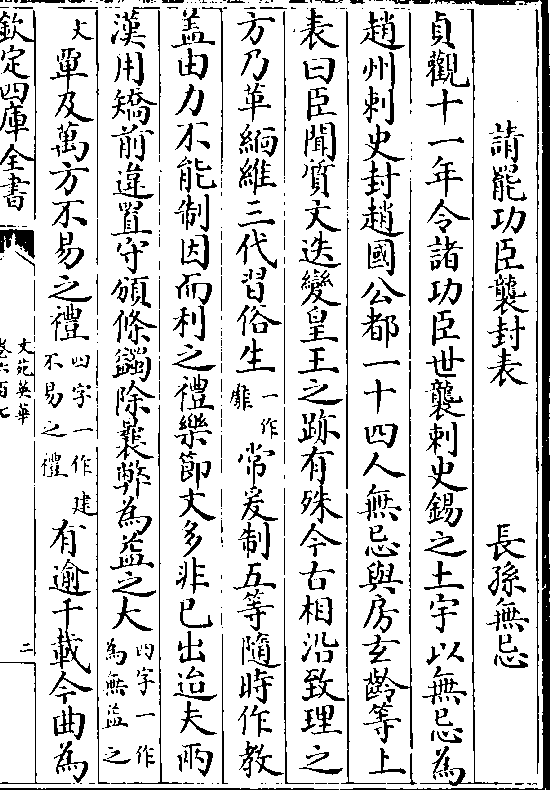 請罷功臣襲封表 長孫無忌
貞觀十一年令諸功臣世襲刺史錫之土宇以無忌為
趙州刺史封趙國公都一十四人無忌與房玄齡等上
表曰臣聞質文迭變皇王之跡有殊今古相沿致理之
方乃革緬維三代習俗生一作靡常爰制五等隨時作教
盖由力不能制因而利之禮樂節文多非已出迨夫兩
漢用矯前違置守頒條蠲除曩弊為益之大四字一作為無益之
文覃及萬方不易之禮四字一作建不易之禮有逾千載今曲為
欽定四庫全書
文苑英華
卷六百七
二